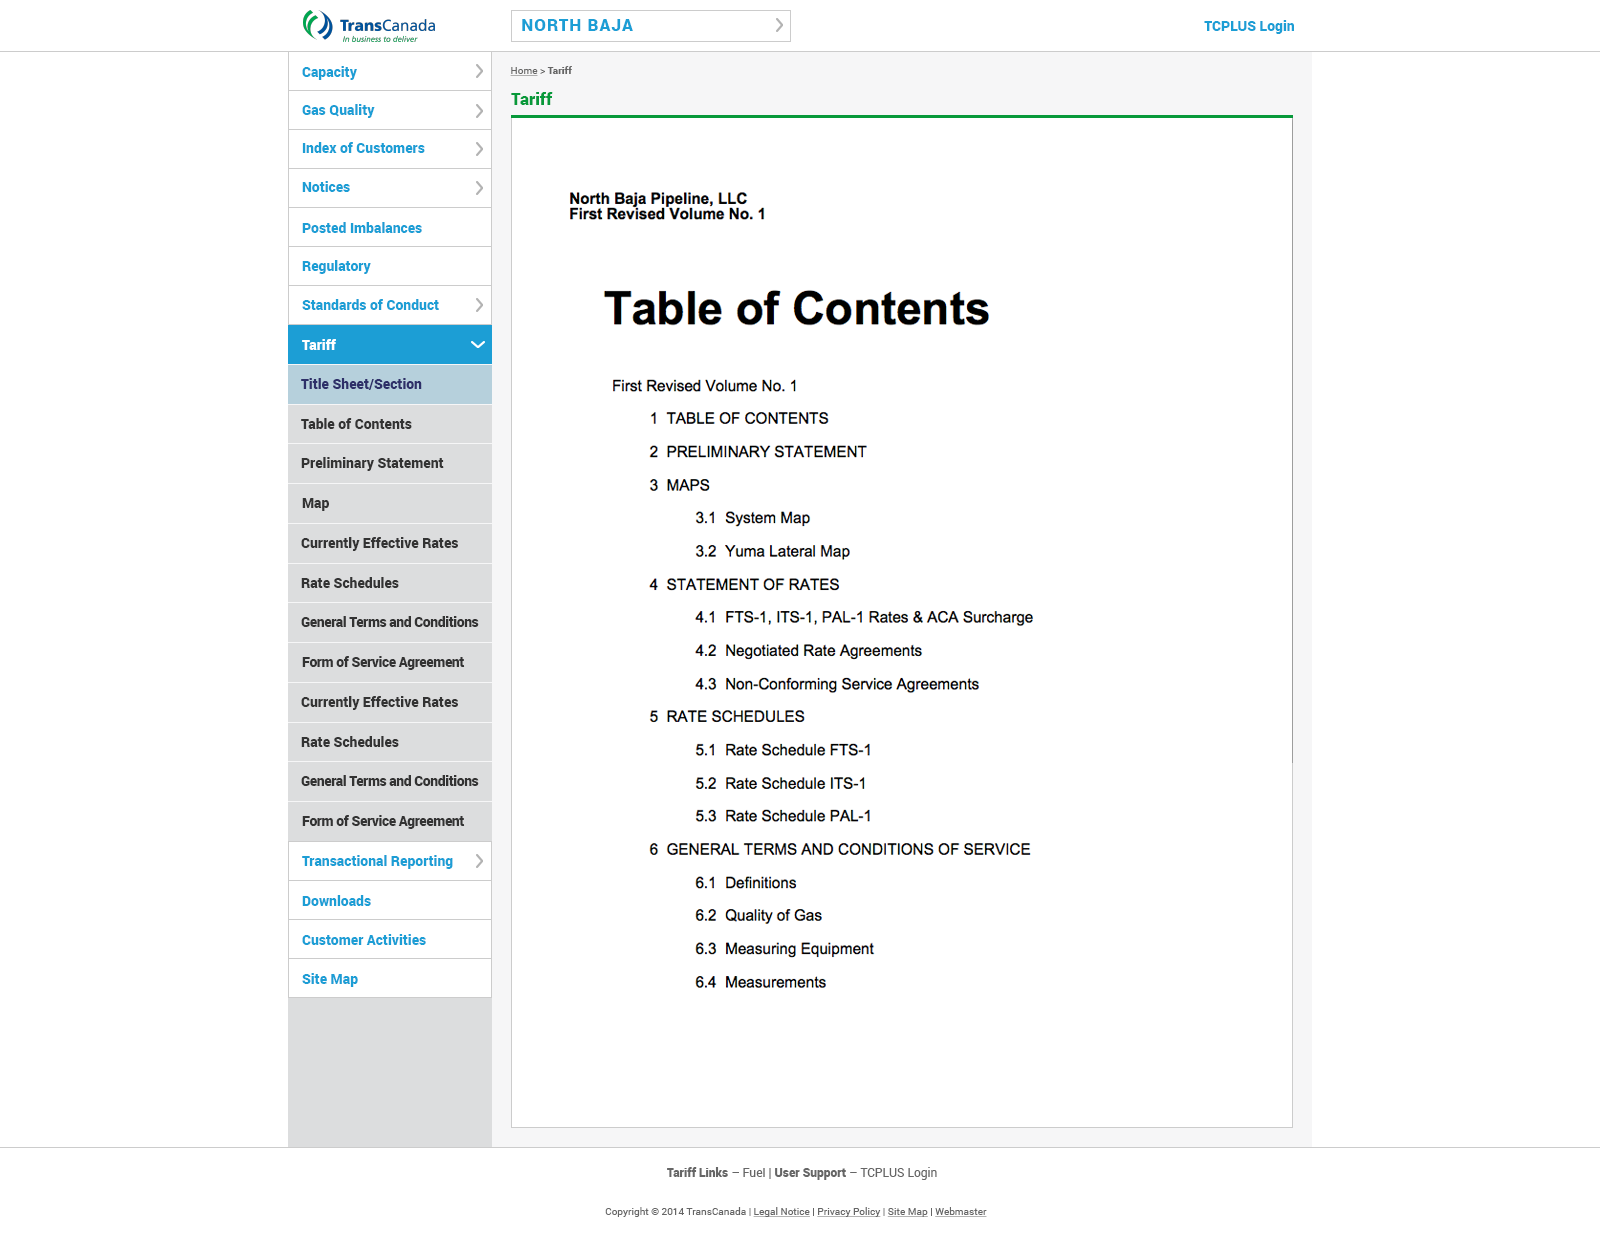 TransCanada
In business to deliver
NORTH BAJA
TCPLUS Login
Capacity
Gas Quality
Index of Customers
Notices
Posted Imbalances
Regulatory
Standards of Conduct
Tariff
Title Sheet/Section
Table of Contents
Preliminary Statement
Map
Currently Effective Rates
Rate Schedules
General Terms and Conditions
Form of Service Agreement
Currently Effective Rates
Rate Schedules
General Terms and Conditions
Form of Service Agreement
Transactional Reporting
Downloads
Customer Activities
Site Map
Home > Tariff
Tariff
North Baja Pipeline, LLC
First Revised Volume No. 1
Table of Contents
First Revised Volume No. 1
1 TABLE OF CONTENTS
2 PRELIMINARY STATEMENT
3 MAPS
3.1 System Map
3.2 Yuma Lateral Map
4 STATEMENT OF RATES
4.1 FTS-1, ITS-1, PAL-1 Rates & ACA Surcharge
4.2 Negotiated Rate Agreements
4.3 Non-Conforming Service Agreements
5 RATE SCHEDULES
5.1 Rate Schedule FTS-1
5.2 Rate Schedule ITS-1
5.3 Rate Schedule PAL-1
6 GENERAL TERMS AND CONDITIONS OF SERVICE
6.1 Definitions
6.2 Quality of Gas
6.3 Measuring Equipment
6.4 Measurements
Tariff Links – Fuel | User Support – TCPLUS Login
Copyright © 2014 TransCanada | Legal Notice | Privacy Policy | Site Map | Webmaster